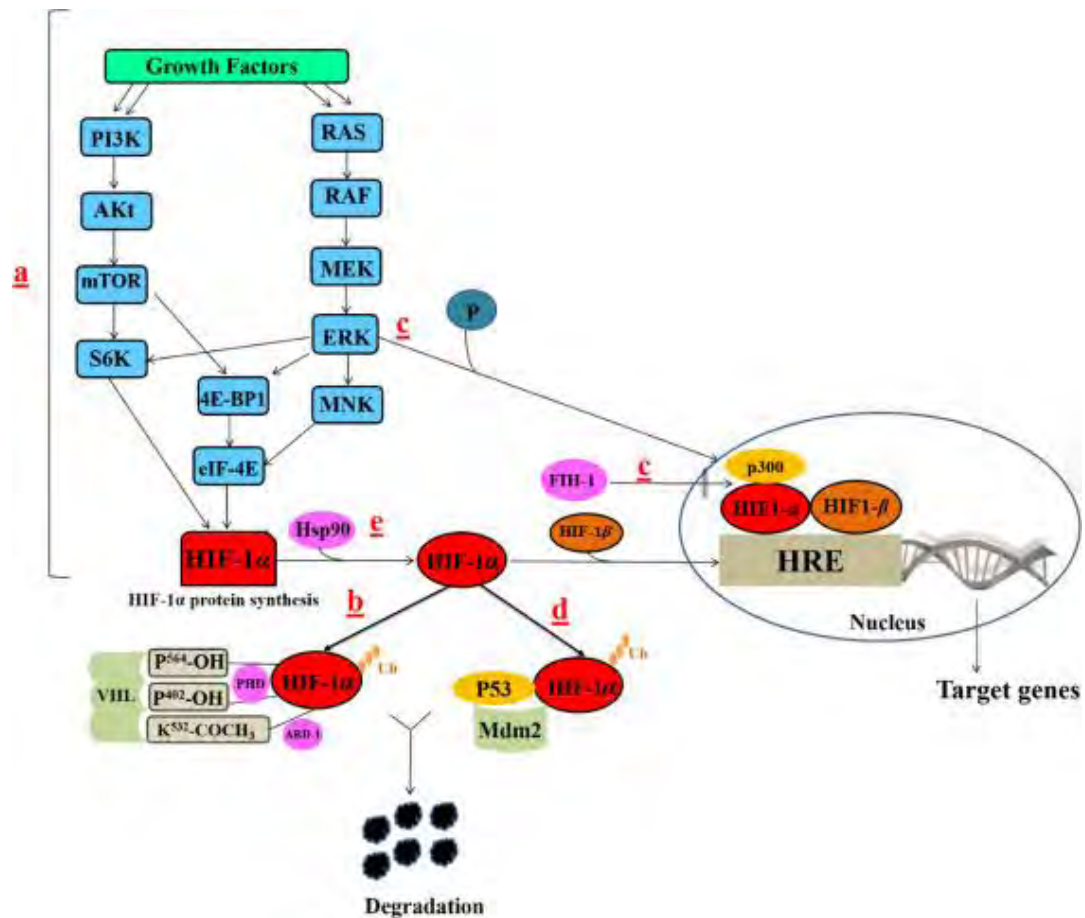 Growth Factors
PI3K
RAS
AKt
RAF
a
mTOR
MEK
P
S6K
ERK
c
4E-BP1
MNK
eIF-4E
FIH-1
c
p300
HIF1-α
HIF1-β
Hsp90
e
HIF-1β
HIF-1α
HIF-1α
HRE
HIF-1α protein synthesis
Nucleus
b
d
P564-OH
Ub
Ub
VHL
PHD
HIF-1α
P53
HIF-1α
P402-OH
Mdm2
K532-COCH3
ARD-1
Target genes
Degradation